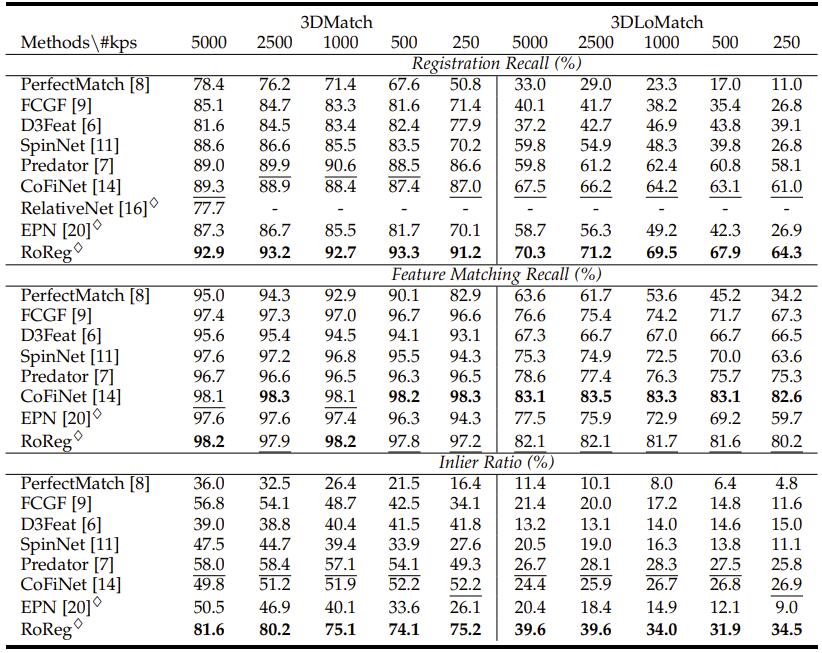 3DMatch 3DLoMatch
Methods\#kps 5000 2500 1000 500 250 5000 2500 1000 500 250
Registration Recall (%)
PerfectMatch [8] 78.4 76.2 71.4 67.6 50.8 33.0 29.0 23.3 17.0 11.0
FCGF [9] 85.1 84.7 83.3 81.6 71.4 40.1 41.7 38.2 35.4 26.8
D3Feat [6] 81.6 84.5 83.4 82.4 77.9 37.2 42.7 46.9 43.8 39.1
SpinNet [11] 88.6 86.6 85.5 83.5 70.2 59.8 54.9 48.3 39.8 26.8
Predator [7] 89.0 89.9 90.6 88.5 86.6 59.8 61.2 62.4 60.8 58.1
CoFiNet [14] 89.3 88.9 88.4 87.4 87.0 67.5 66.2 64.2 63.1 61.0
RelativeNet [16]◇ 77.7 - - - - - - - - -
EPN [20]◇ 87.3 86.7 85.5 81.7 70.1 58.7 56.3 49.2 42.3 26.9
RoReg◇ 92.9 93.2 92.7 93.3 91.2 70.3 71.2 69.5 67.9 64.3
Feature Matching Recall (%)
PerfectMatch [8] 95.0 94.3 92.9 90.1 82.9 63.6 61.7 53.6 45.2 34.2
FCGF [9] 97.4 97.3 97.0 96.7 96.6 76.6 75.4 74.2 71.7 67.3
D3Feat [6] 95.6 95.4 94.5 94.1 93.1 67.3 66.7 67.0 66.7 66.5
SpinNet [11] 97.6 97.2 96.8 95.5 94.3 75.3 74.9 72.5 70.0 63.6
Predator [7] 96.7 96.6 96.5 96.3 96.5 78.6 77.4 76.3 75.7 75.3
CoFiNet [14] 98.1 98.3 98.1 98.2 98.3 83.1 83.5 83.3 83.1 82.6
EPN [20]◇ 97.6 97.6 97.4 96.3 94.3 77.5 75.9 72.9 69.2 59.7
RoReg◇ 98.2 97.9 98.2 97.8 97.2 82.1 82.1 81.7 81.6 80.2
Inlier Ratio (%)
PerfectMatch [8] 36.0 32.5 26.4 21.5 16.4 11.4 10.1 8.0 6.4 4.8
FCGF [9] 56.8 54.1 48.7 42.5 34.1 21.4 20.0 17.2 14.8 11.6
D3Feat [6] 39.0 38.8 40.4 41.5 41.8 13.2 13.1 14.0 14.6 15.0
SpinNet [11] 47.5 44.7 39.4 33.9 27.6 20.5 19.0 16.3 13.8 11.1
Predator [7] 58.0 58.4 57.1 54.1 49.3 26.7 28.1 28.3 27.5 25.8
CoFiNet [14] 49.8 51.2 51.9 52.2 52.2 24.4 25.9 26.7 26.8 26.9
EPN [20]◇ 50.5 46.9 40.1 33.6 26.1 20.4 18.4 14.9 12.1 9.0
RoReg◇ 81.6 80.2 75.1 74.1 75.2 39.6 39.6 34.0 31.9 34.5